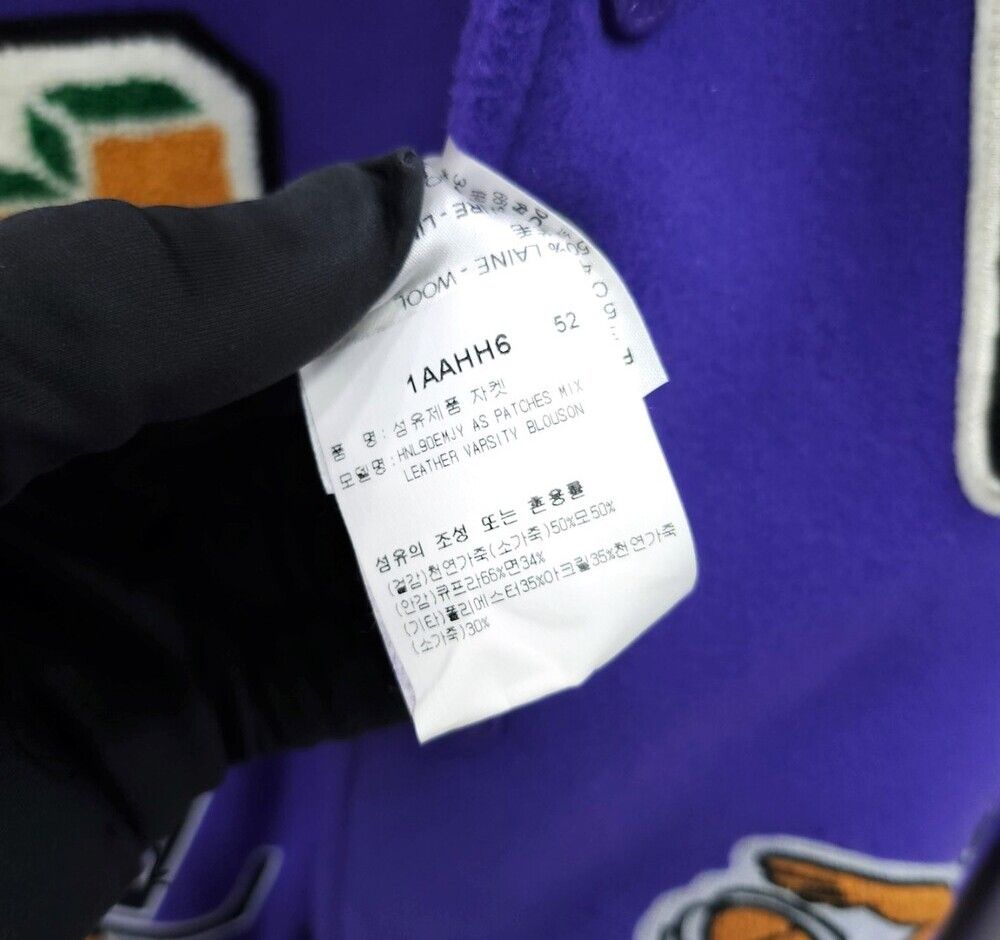 50% LAINE - WOOL
1AAHH6 52
품 명 : 섬유제품 자켓
모델명 : HNL90EMJY AS PATCHES MIX
LEATHER VARSITY BLOUSON
섬유의 조성 또는 혼용률
(겉감)천연가죽(소가죽)50%모50%
(안감)큐프라66%면34%
(기타)폴리에스터35%아크릴35%천연가죽
(소가죽)30%